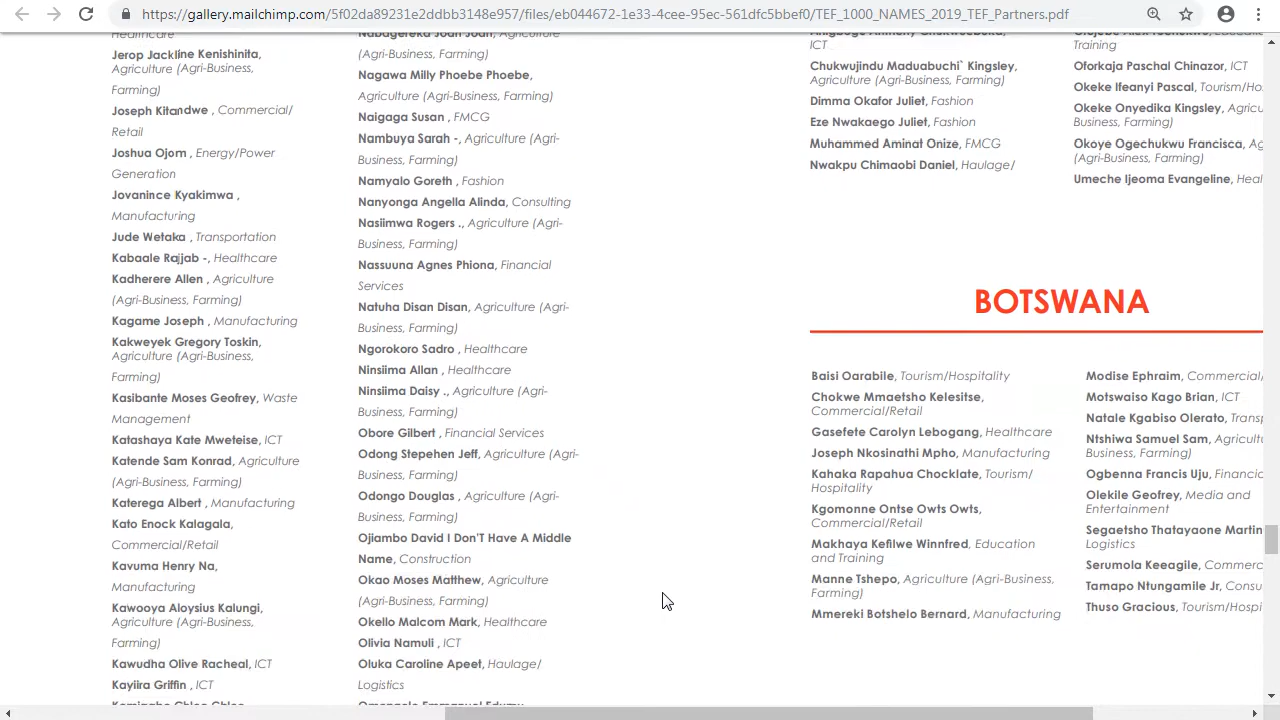 https://gallery.mailchimp.com/5f02da89231e2ddbb3148e957/files/eb044672-1e33-4cee-95ec-561dfc5bbef0/TEF_1000_NAMES_2019_TEF_Partners.pdf
Healthcare
Jerop Jackline Kenishinita,
Agriculture (Agri-Business,
Farming)
Joseph Kitandwe , Commercial/
Retail
Joshua Ojom , Energy/Power
Generation
Jovanince Kyakimwa ,
Manufacturing
Jude Wetaka , Transportation
Kabaale Rajjab -, Healthcare
Kadherere Allen , Agriculture
(Agri-Business, Farming)
Kagame Joseph , Manufacturing
Kakweyek Gregory Toskin,
Agriculture (Agri-Business,
Farming)
Kasibante Moses Geofrey, Waste
Management
Katashaya Kate Mweteise, ICT
Katende Sam Konrad, Agriculture
(Agri-Business, Farming)
Katerega Albert , Manufacturing
Kato Enock Kalagala,
Commercial/Retail
Kavuma Henry Na,
Manufacturing
Kawooya Aloysius Kalungi,
Agriculture (Agri-Business,
Farming)
Kawudha Olive Racheal, ICT
Kayiira Griffin , ICT
Nabagereka Joan Joan, Agriculture
(Agri-Business, Farming)
Nagawa Milly Phoebe Phoebe,
Agriculture (Agri-Business, Farming)
Naigaga Susan , FMCG
Nambuya Sarah -, Agriculture (Agri-
Business, Farming)
Namyalo Goreth , Fashion
Nanyonga Angella Alinda, Consulting
Nasiimwa Rogers ., Agriculture (Agri-
Business, Farming)
Nassuuna Agnes Phiona, Financial
Services
Natuha Disan Disan, Agriculture (Agri-
Business, Farming)
Ngorokoro Sadro , Healthcare
Ninsiima Allan , Healthcare
Ninsiima Daisy ., Agriculture (Agri-
Business, Farming)
Obore Gilbert , Financial Services
Odong Stepehen Jeff, Agriculture (Agri-
Business, Farming)
Odongo Douglas , Agriculture (Agri-
Business, Farming)
Ojiambo David I Don'T Have A Middle
Name, Construction
Okao Moses Matthew, Agriculture
(Agri-Business, Farming)
Okello Malcom Mark, Healthcare
Olivia Namuli , ICT
Oluka Caroline Apeet, Haulage/
Logistics
ICT
Chukwujindu Maduabuchi` Kingsley,
Agriculture (Agri-Business, Farming)
Dimma Okafor Juliet, Fashion
Eze Nwakaego Juliet, Fashion
Muhammed Aminat Onize, FMCG
Nwakpu Chimaobi Daniel, Haulage/
Training
Oforkaja Paschal Chinazor, ICT
Okeke Ifeanyi Pascal, Tourism/Ho
Okeke Onyedika Kingsley, Agricu
Business, Farming)
Okoye Ogechukwu Francisca, Ag
(Agri-Business, Farming)
Umeche Ijeoma Evangeline, Heal
BOTSWANA
Baisi Oarabile, Tourism/Hospitality
Chokwe Mmaetsho Kelesitse,
Commercial/Retail
Gasefete Carolyn Lebogang, Healthcare
Joseph Nkosinathi Mpho, Manufacturing
Kahaka Rapahua Chocklate, Tourism/
Hospitality
Kgomonne Ontse Owts Owts,
Commercial/Retail
Makhaya Kefilwe Winnfred, Education
and Training
Manne Tshepo, Agriculture (Agri-Business,
Farming)
Mmereki Botshelo Bernard, Manufacturing
Modise Ephraim, Commercial/
Motswaiso Kago Brian, ICT
Natale Kgabiso Olerato, Transp
Ntshiwa Samuel Sam, Agricultu
Business, Farming)
Ogbenna Francis Uju, Financic
Olekile Geofrey, Media and
Entertainment
Segaetsho Thatayaone Martin
Logistics
Serumola Keeagile, Commerc
Tamapo Ntungamile Jr, Consu
Thuso Gracious, Tourism/Hospi